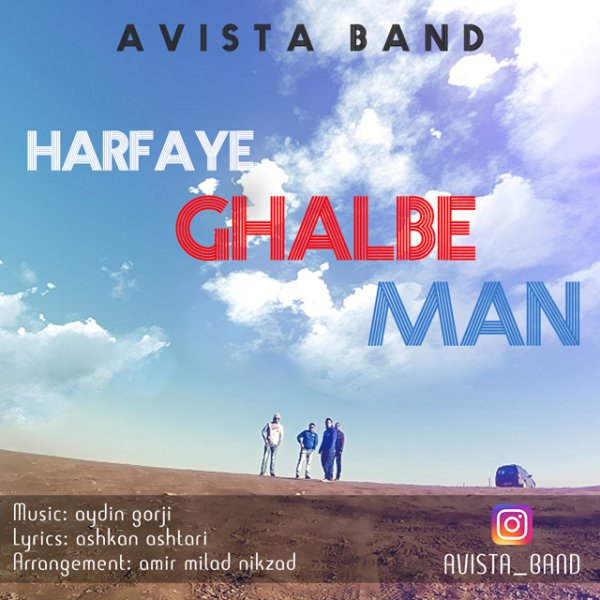 AVISTA BAND
HARFAYE
GHALBE
MAN
Music: aydin gorji
Lyrics: ashkan ashtari
Arrangement: amir milad nikzad
AVISTA_BAND